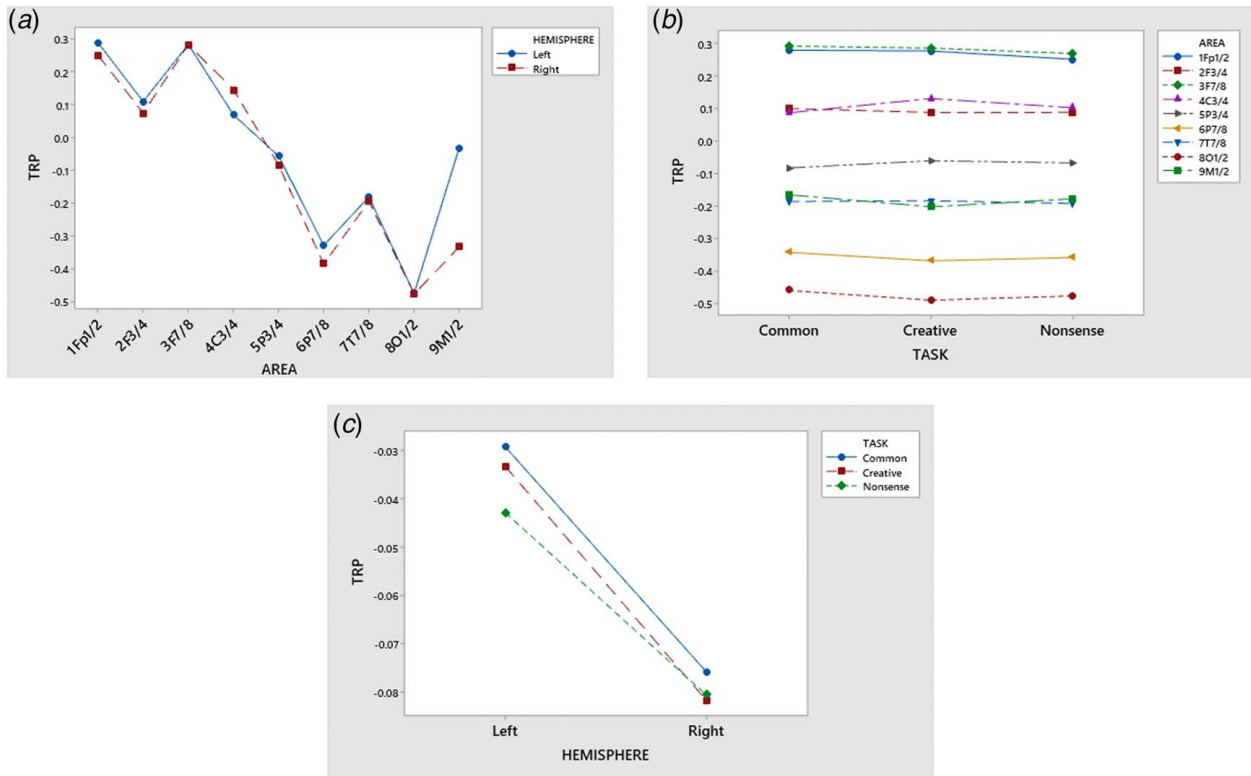 (a)
HEMISPHERE
Left
Right
TRP
0.3
0.2
0.1
0.0
-0.1
-0.2
-0.3
-0.4
-0.5
1Fp1/2
2F3/4
3F7/8
4C3/4
5P3/4
6P7/8
7T7/8
8O1/2
9M1/2
AREA
(b)
AREA
1Fp1/2
2F3/4
3F7/8
4C3/4
5P3/4
6P7/8
7T7/8
8O1/2
9M1/2
TRP
0.3
0.2
0.1
0.0
-0.1
-0.2
-0.3
-0.4
-0.5
Common Creative Nonsense
TASK
(c)
TASK
Common
Creative
Nonsense
TRP
-0.03
-0.04
-0.05
-0.06
-0.07
-0.08
Left Right
HEMISPHERE